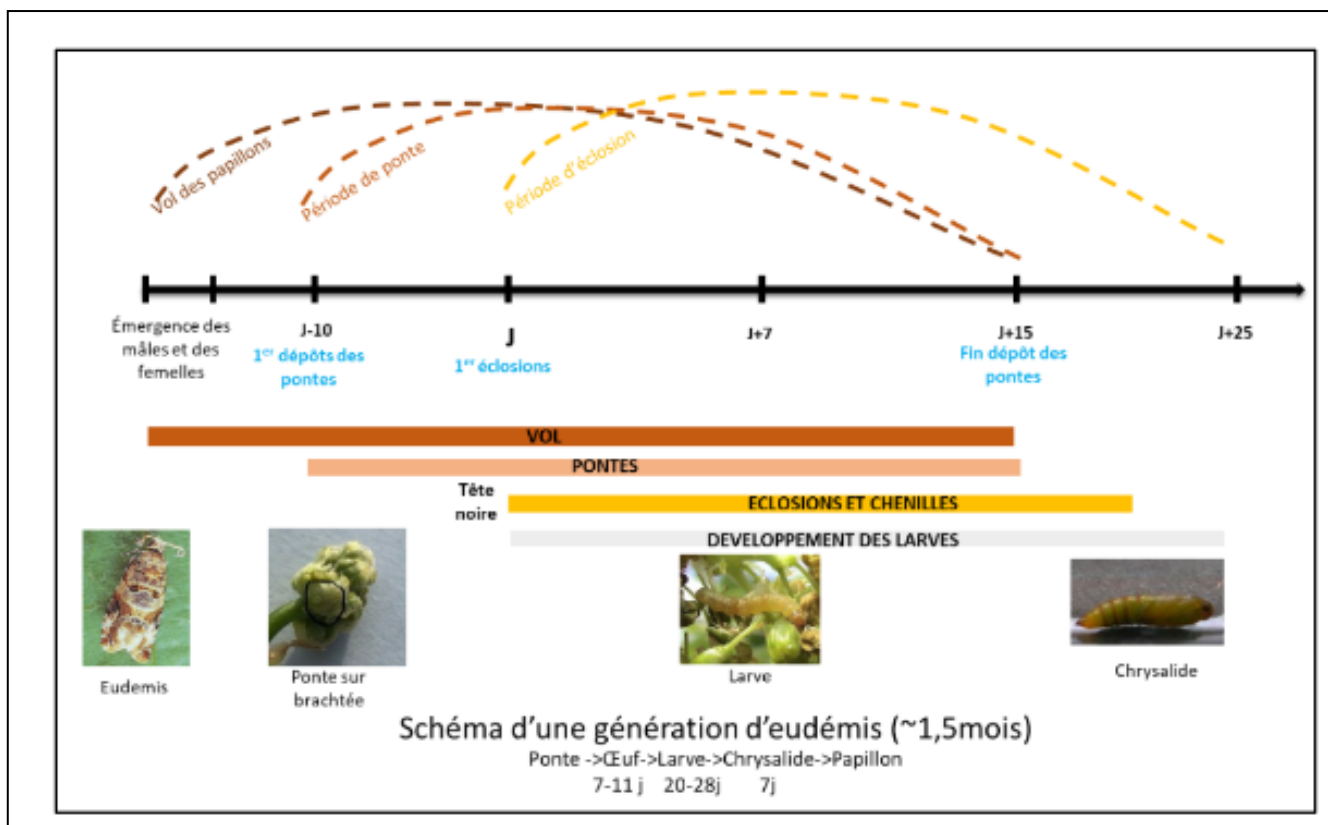 Vol des papillons
Période de ponte
Période d'éclosion
Émergence des
mâles et des
femelles
J-10
1er dépôts des
pontes
J
1er éclosions
J+7
J+15
Fin dépôt des
pontes
J+25
VOL
PONTES
Tête
noire
ECLOSIONS ET CHENILLES
DEVELOPPEMENT DES LARVES
Eudemis
Ponte sur
brachtée
Larve
Chrysalide
Schéma d'une génération d'eudémis (~1,5mois)
Ponte ->Œuf->Larve->Chrysalide->Papillon
7-11 j 20-28j 7j